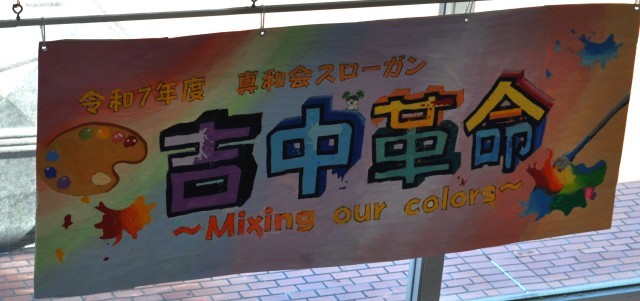 令和7年度 真和会スローガン
吉中革命
～Mixing our colors～